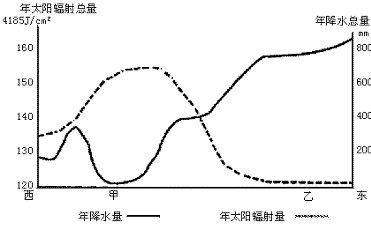 年太阳辐射总量
4185J/cm²
年降水总量
mm
160
150
140
130
120
800
600
400
200
西
甲
乙
东
年降水量
年太阳辐射量